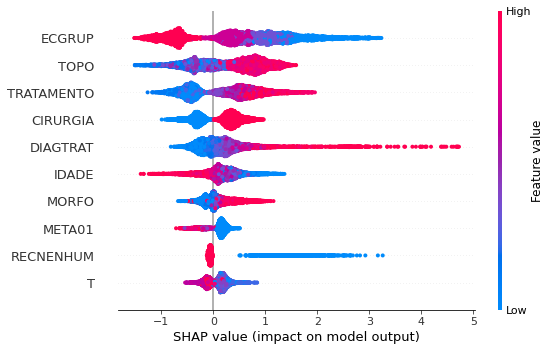 High
ECGRUP
TOPO
TRATAMENTO
CIRURGIA
DIAGTRAT
IDADE
MORFO
META01
RECNENHUM
T
Feature value
Low
−1 0 1 2 3 4 5
SHAP value (impact on model output)